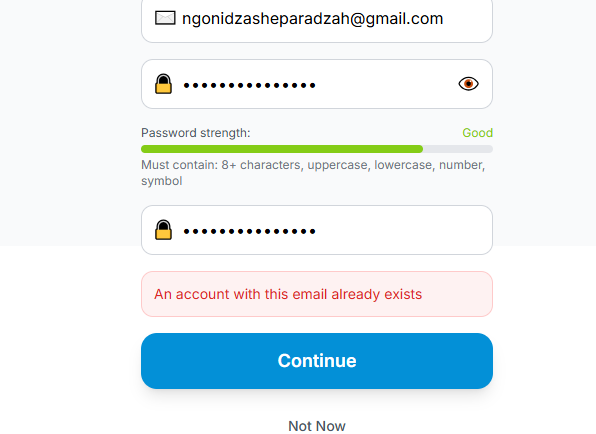 ngonidzasheparadzah@gmail.com
•••••••••••••••
Password strength:
Good
Must contain: 8+ characters, uppercase, lowercase, number,
symbol
•••••••••••••••
An account with this email already exists
Continue
Not Now